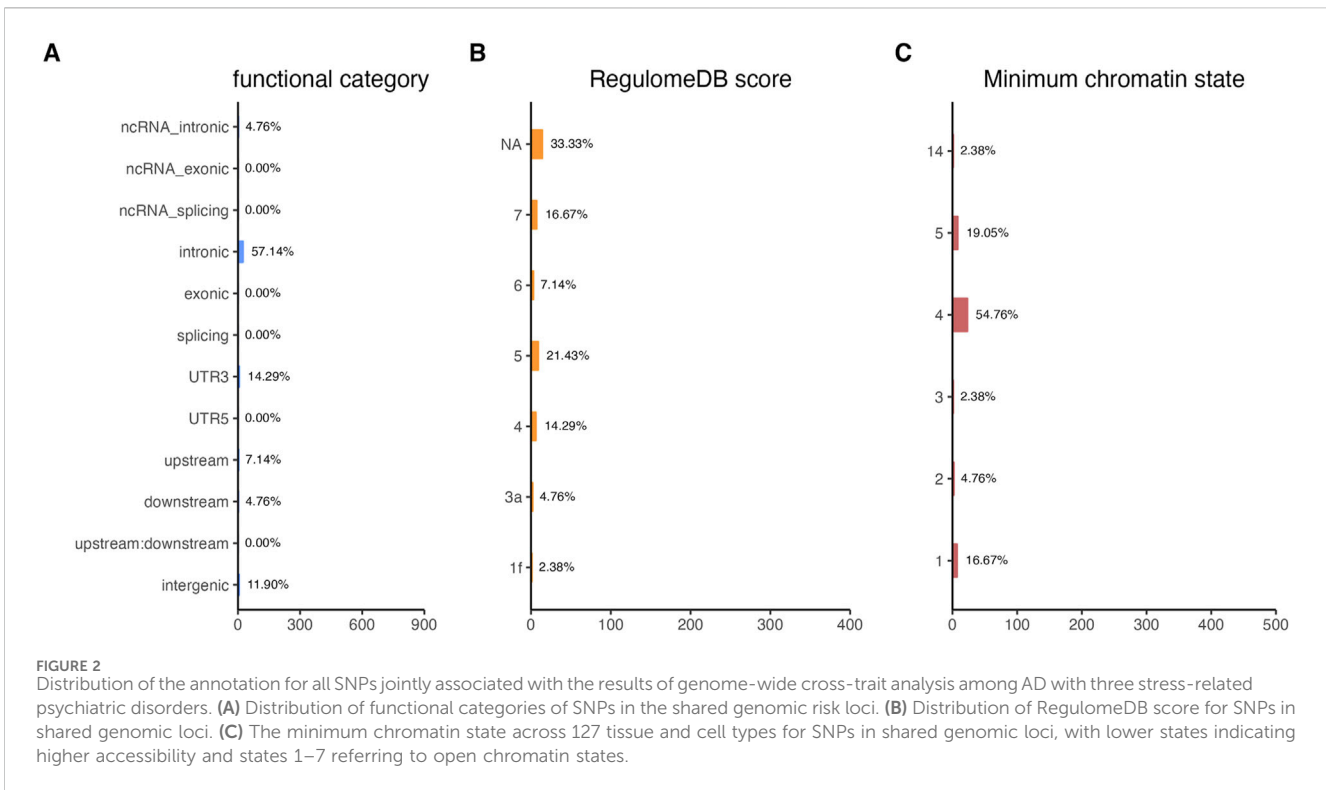 A
functional category
ncRNA_intronic
4.76%
ncRNA_exonic
0.00%
ncRNA_splicing
0.00%
intronic
57.14%
exonic
0.00%
splicing
0.00%
UTR3
14.29%
UTR5
0.00%
upstream
7.14%
downstream
4.76%
upstream:downstream
0.00%
intergenic
11.90%
0 300 600 900
B
RegulomeDB score
NA
33.33%
7
16.67%
6
7.14%
5
21.43%
4
14.29%
3a
4.76%
1f
2.38%
0 100 200 300 400
C
Minimum chromatin state
14
2.38%
5
19.05%
4
54.76%
3
2.38%
2
4.76%
1
16.67%
0 100 200 300 400 500
FIGURE 2
Distribution of the annotation for all SNPs jointly associated with the results of genome-wide cross-trait analysis among AD with three stress-related
psychiatric disorders. (A) Distribution of functional categories of SNPs in the shared genomic risk loci. (B) Distribution of RegulomeDB score for SNPs in
shared genomic loci. (C) The minimum chromatin state across 127 tissue and cell types for SNPs in shared genomic loci, with lower states indicating
higher accessibility and states 1–7 referring to open chromatin states.